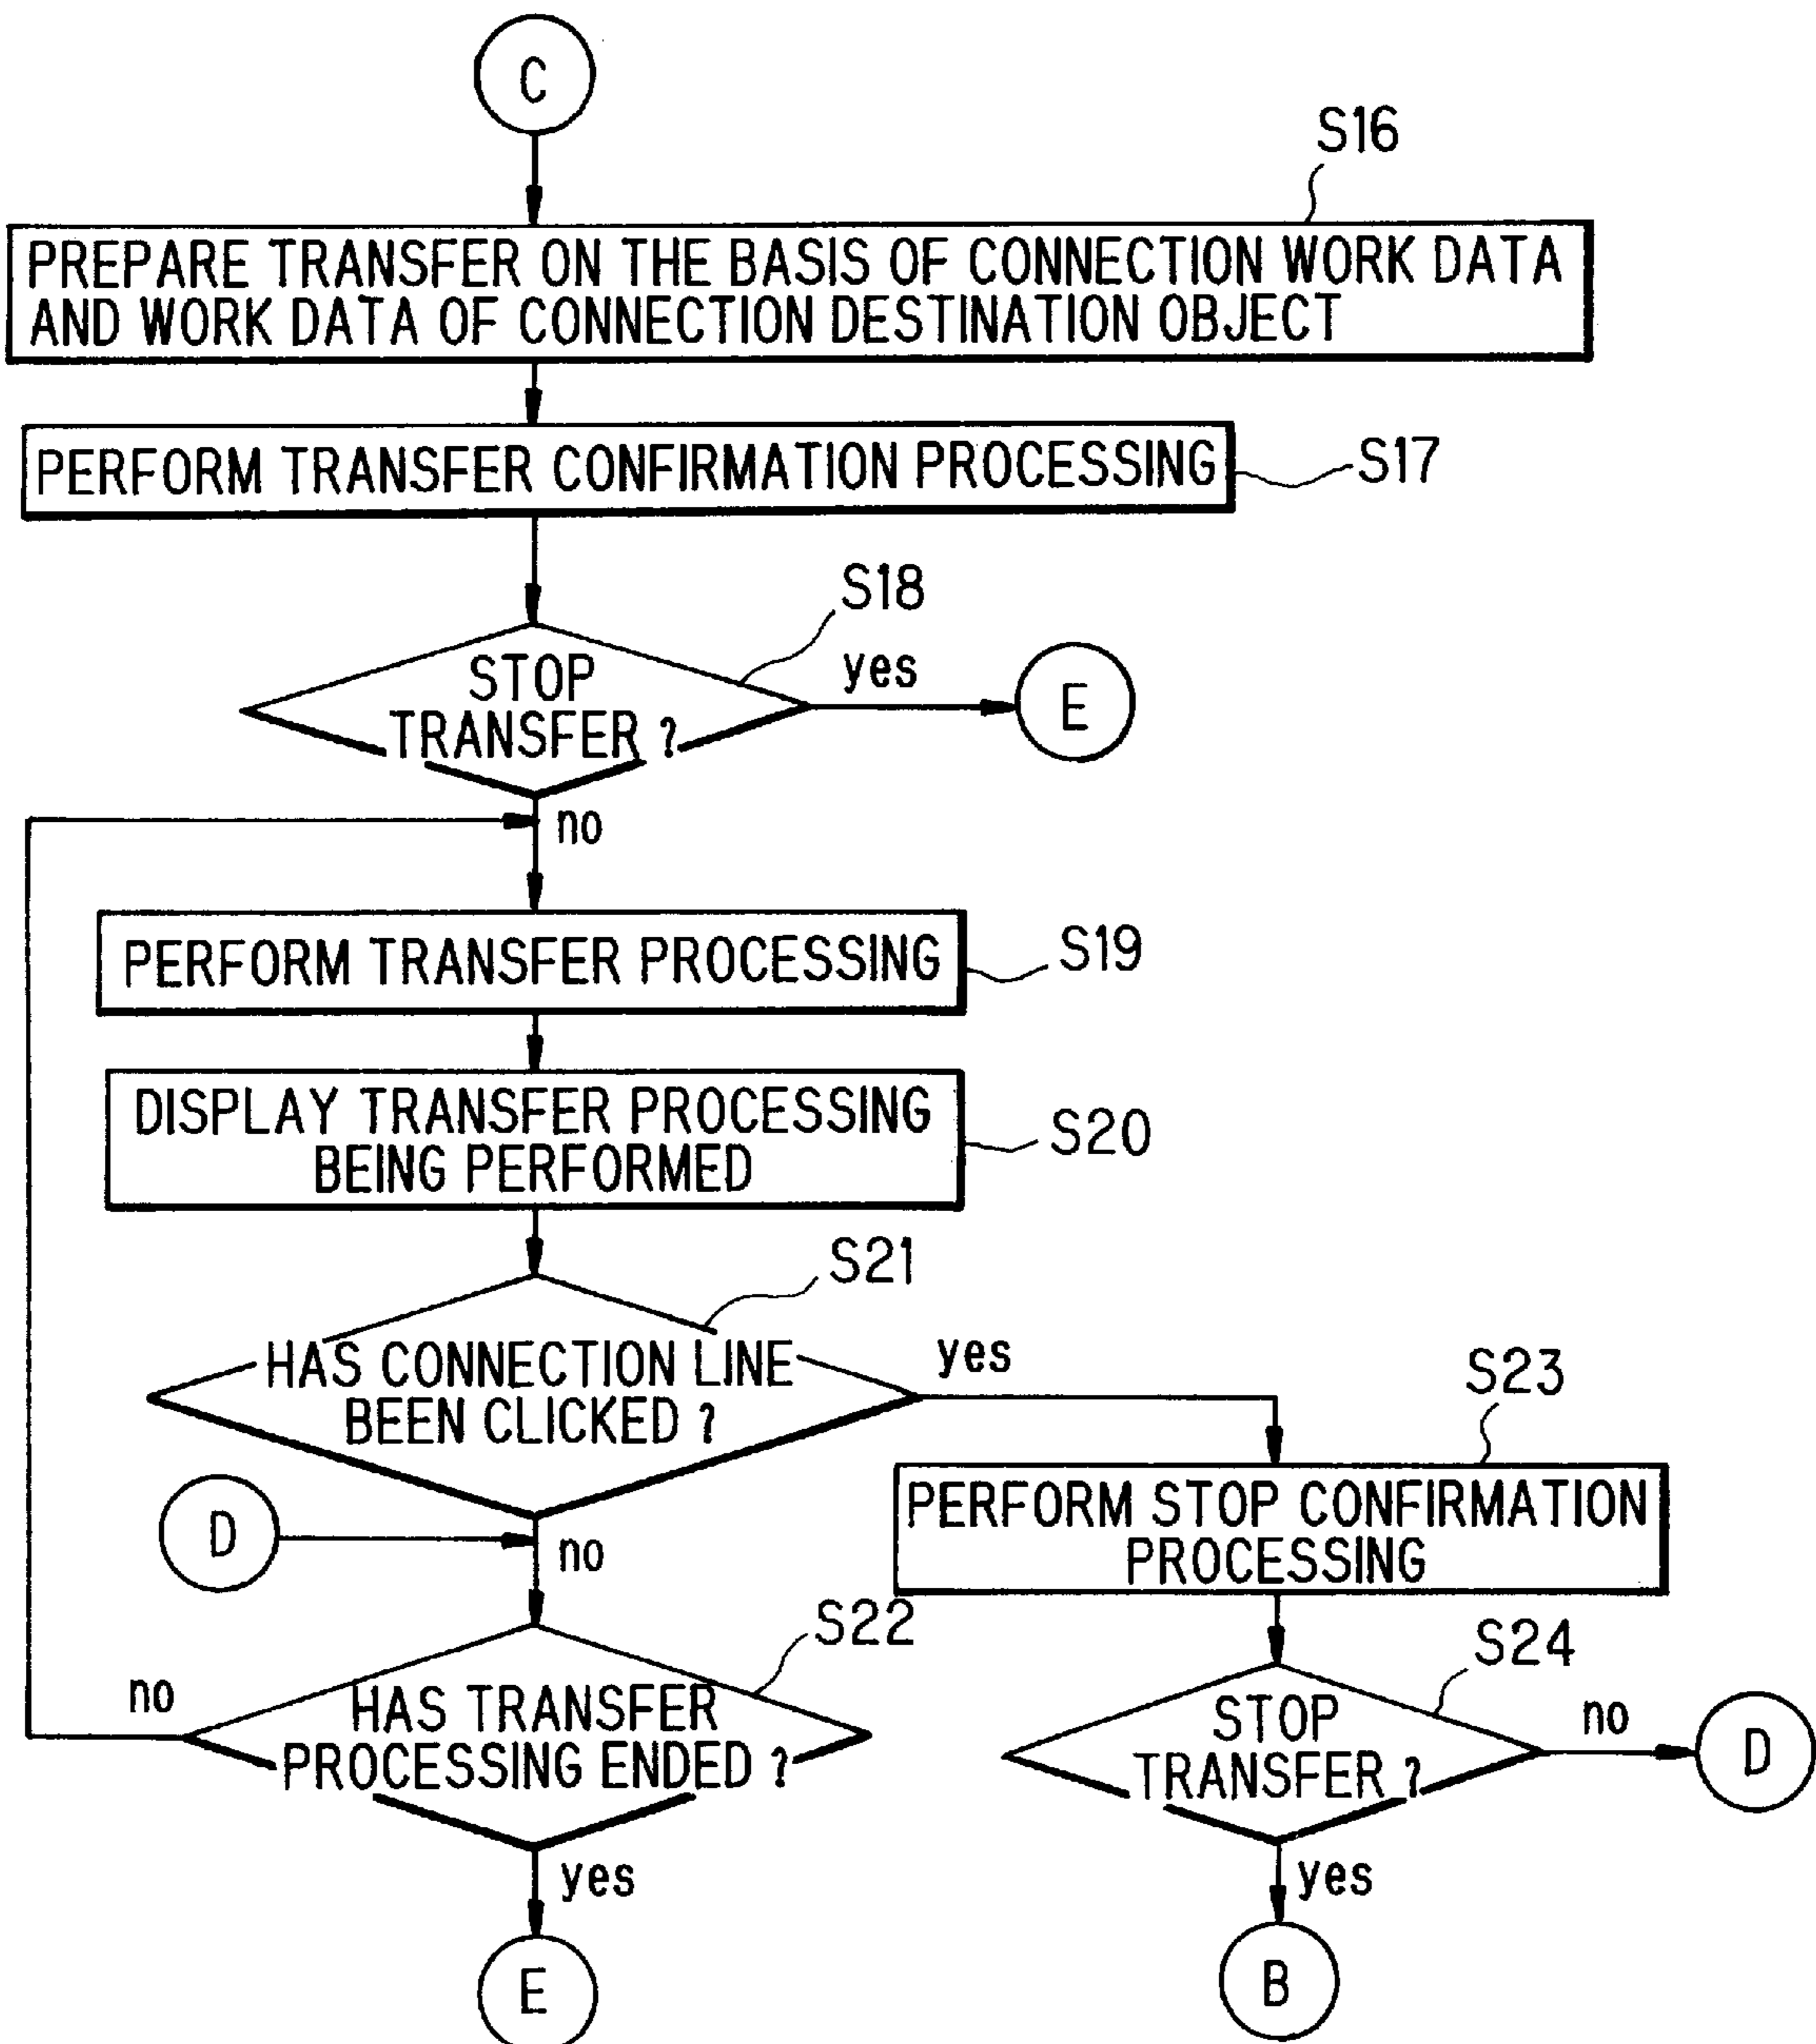 C
S16
PREPARE TRANSFER ON THE BASIS OF CONNECTION WORK DATA
AND WORK DATA OF CONNECTION DESTINATION OBJECT
PERFORM TRANSFER CONFIRMATION PROCESSING
S17
S18
STOP
TRANSFER ?
yes
E
no
PERFORM TRANSFER PROCESSING
S19
DISPLAY TRANSFER PROCESSING
BEING PERFORMED
S20
S21
HAS CONNECTION LINE
BEEN CLICKED ?
yes
S23
PERFORM STOP CONFIRMATION
PROCESSING
D
no
S22
HAS TRANSFER
PROCESSING ENDED ?
no
S24
STOP
TRANSFER ?
no
D
yes
E
yes
B